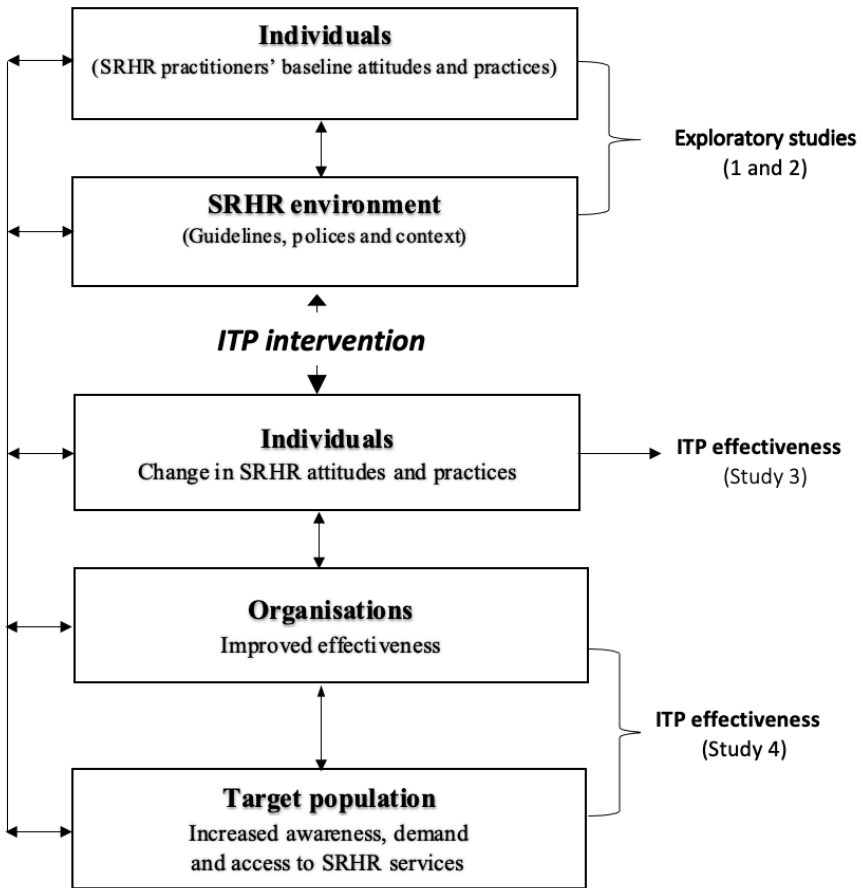 Individuals
(SRHR practitioners' baseline attitudes and practices)
Exploratory studies
(1 and 2)
SRHR environment
(Guidelines, polices and context)
ITP intervention
Individuals
Change in SRHR attitudes and practices
ITP effectiveness
(Study 3)
Organisations
Improved effectiveness
ITP effectiveness
(Study 4)
Target population
Increased awareness, demand
and access to SRHR services